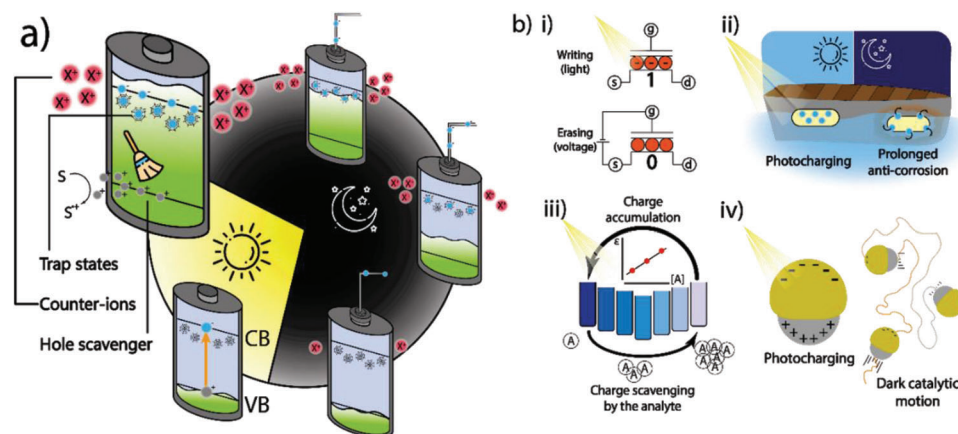 a)
X⁺ X⁺
X⁺ X⁺
X⁺
X⁺
X⁺
X⁺
X⁺
S
S⁺
Trap states
Counter-ions
Hole scavenger
CB
VB
X⁺
X⁺
b) i)
Writing
(light)
g
1
s d
Erasing
(voltage)
g
0
s d
ii)
Photocharging
Prolonged
anti-corrosion
iii)
Charge
accumulation
ε
[A]
A
A A A
A A A A A
Charge scavenging
by the analyte
iv)
Photocharging
Dark catalytic
motion